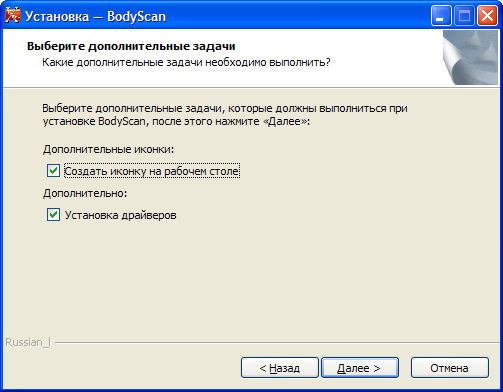 Установка — BodyScan
Выберите дополнительные задачи
Какие дополнительные задачи необходимо выполнить?
Выберите дополнительные задачи, которые должны выполниться при
установке BodyScan, после этого нажмите «Далее»:
Дополнительные иконки:
Создать иконку на рабочем столе
Дополнительно:
Установка драйверов
Russian_I
< Назад
Далее >
Отмена